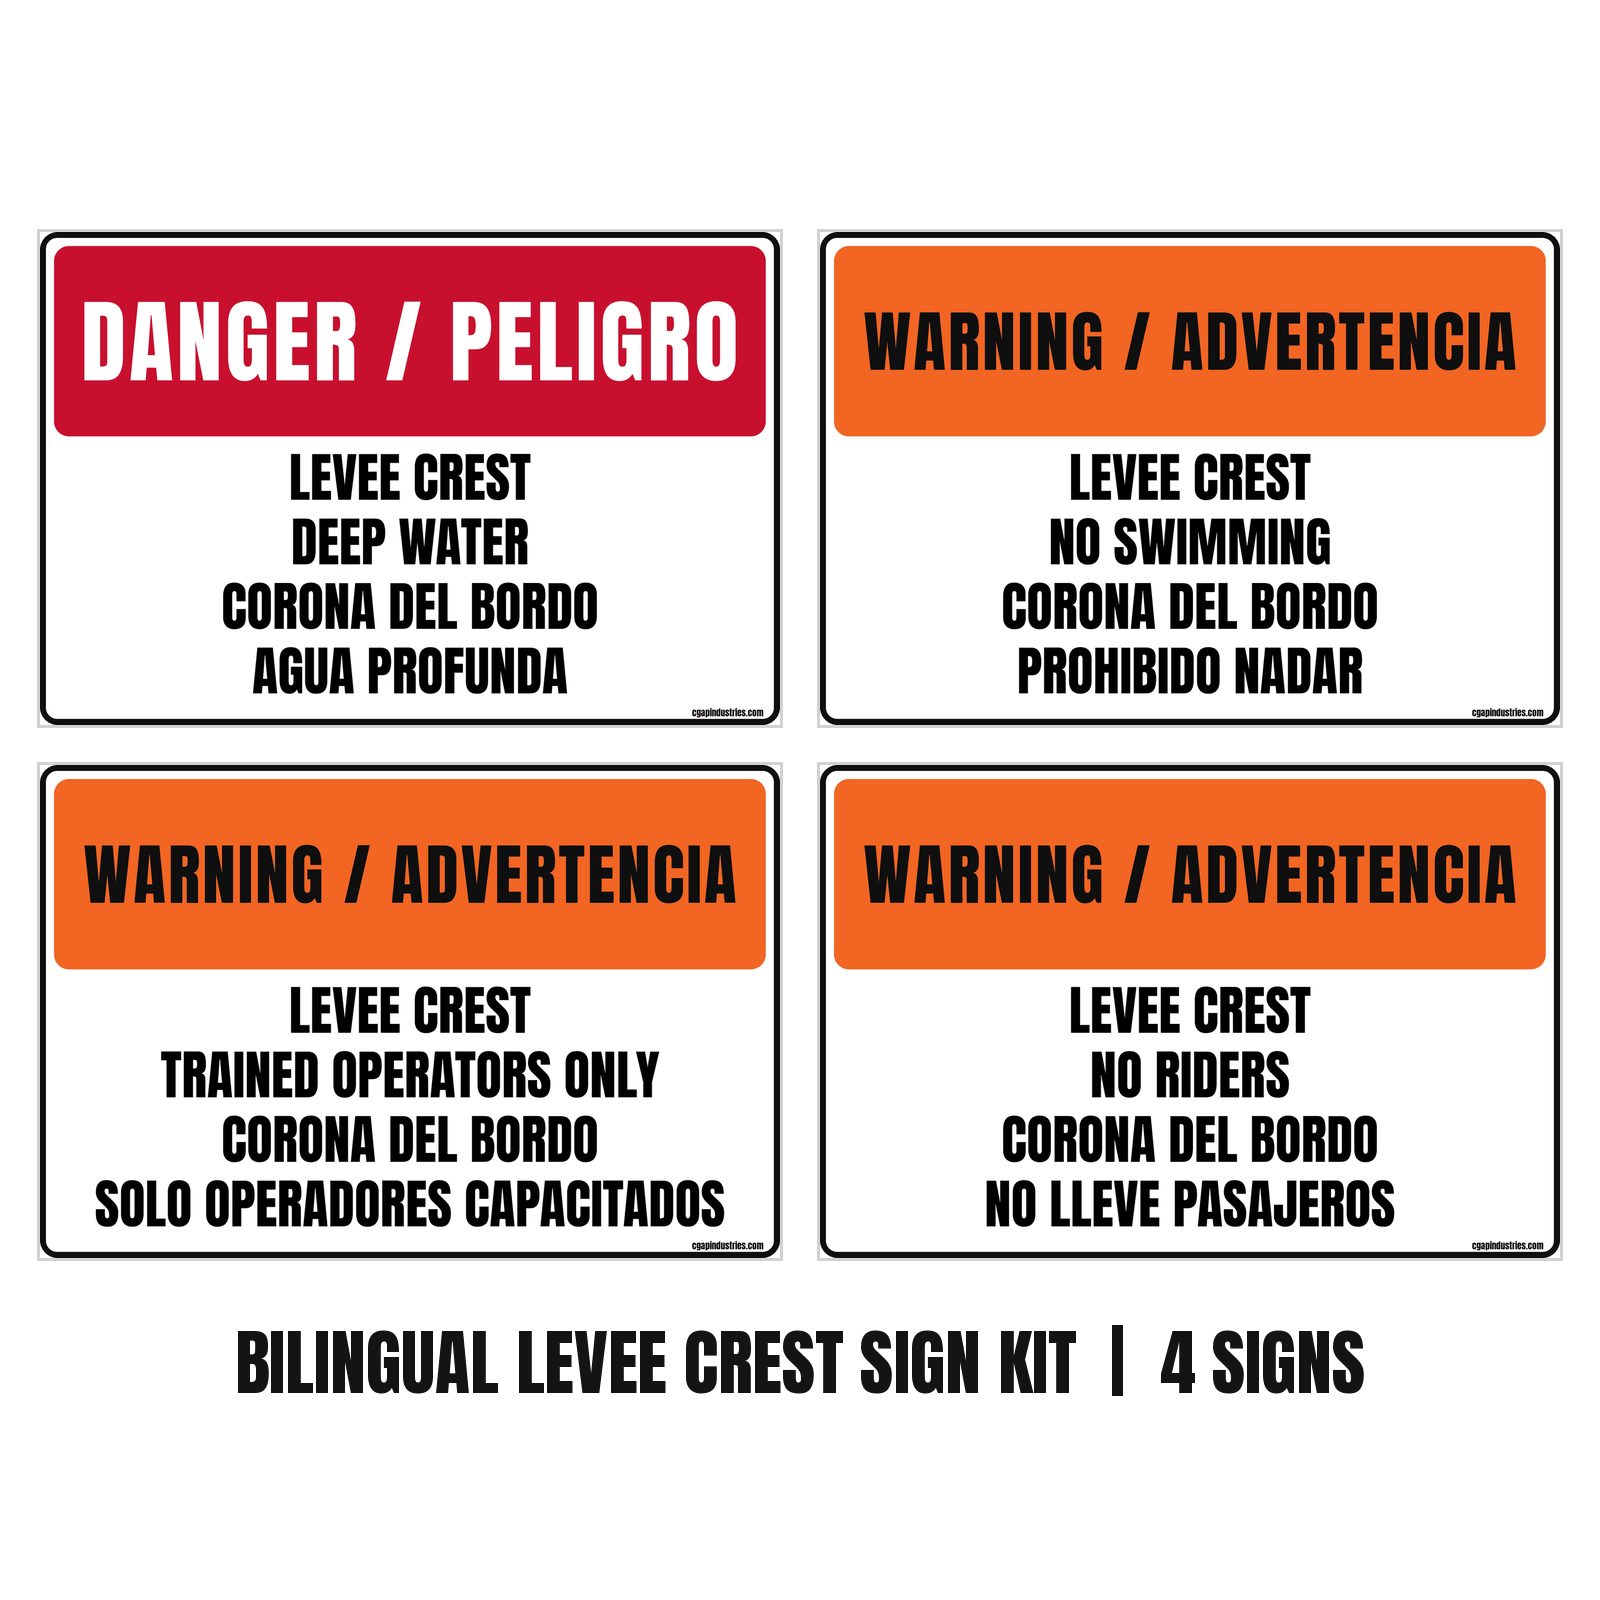 DANGER / PELIGRO
LEVEE CREST
DEEP WATER
CORONA DEL BORDO
AGUA PROFUNDA
cgapindustries.com
WARNING / ADVERTENCIA
LEVEE CREST
NO SWIMMING
CORONA DEL BORDO
PROHIBIDO NADAR
cgapindustries.com
WARNING / ADVERTENCIA
LEVEE CREST
TRAINED OPERATORS ONLY
CORONA DEL BORDO
SOLO OPERADORES CAPACITADOS
cgapindustries.com
WARNING / ADVERTENCIA
LEVEE CREST
NO RIDERS
CORONA DEL BORDO
NO LLEVE PASAJEROS
cgapindustries.com
BILINGUAL LEVEE CREST SIGN KIT | 4 SIGNS